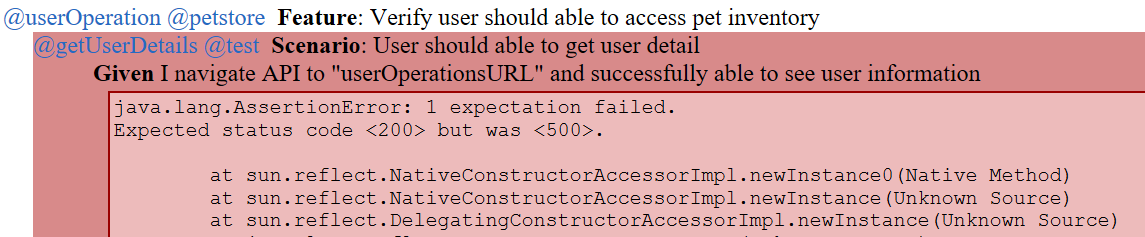 @userOperation @petstore Feature: Verify user should able to access pet inventory
@getUserDetails @test Scenario: User should able to get user detail
Given I navigate API to "userOperationsURL" and successfully able to see user information
java.lang.AssertionError: 1 expectation failed.
Expected status code <200> but was <500>.
at sun.reflect.NativeConstructorAccessorImpl.newInstance0(Native Method)
at sun.reflect.NativeConstructorAccessorImpl.newInstance(Unknown Source)
at sun.reflect.DelegatingConstructorAccessorImpl.newInstance(Unknown Source)